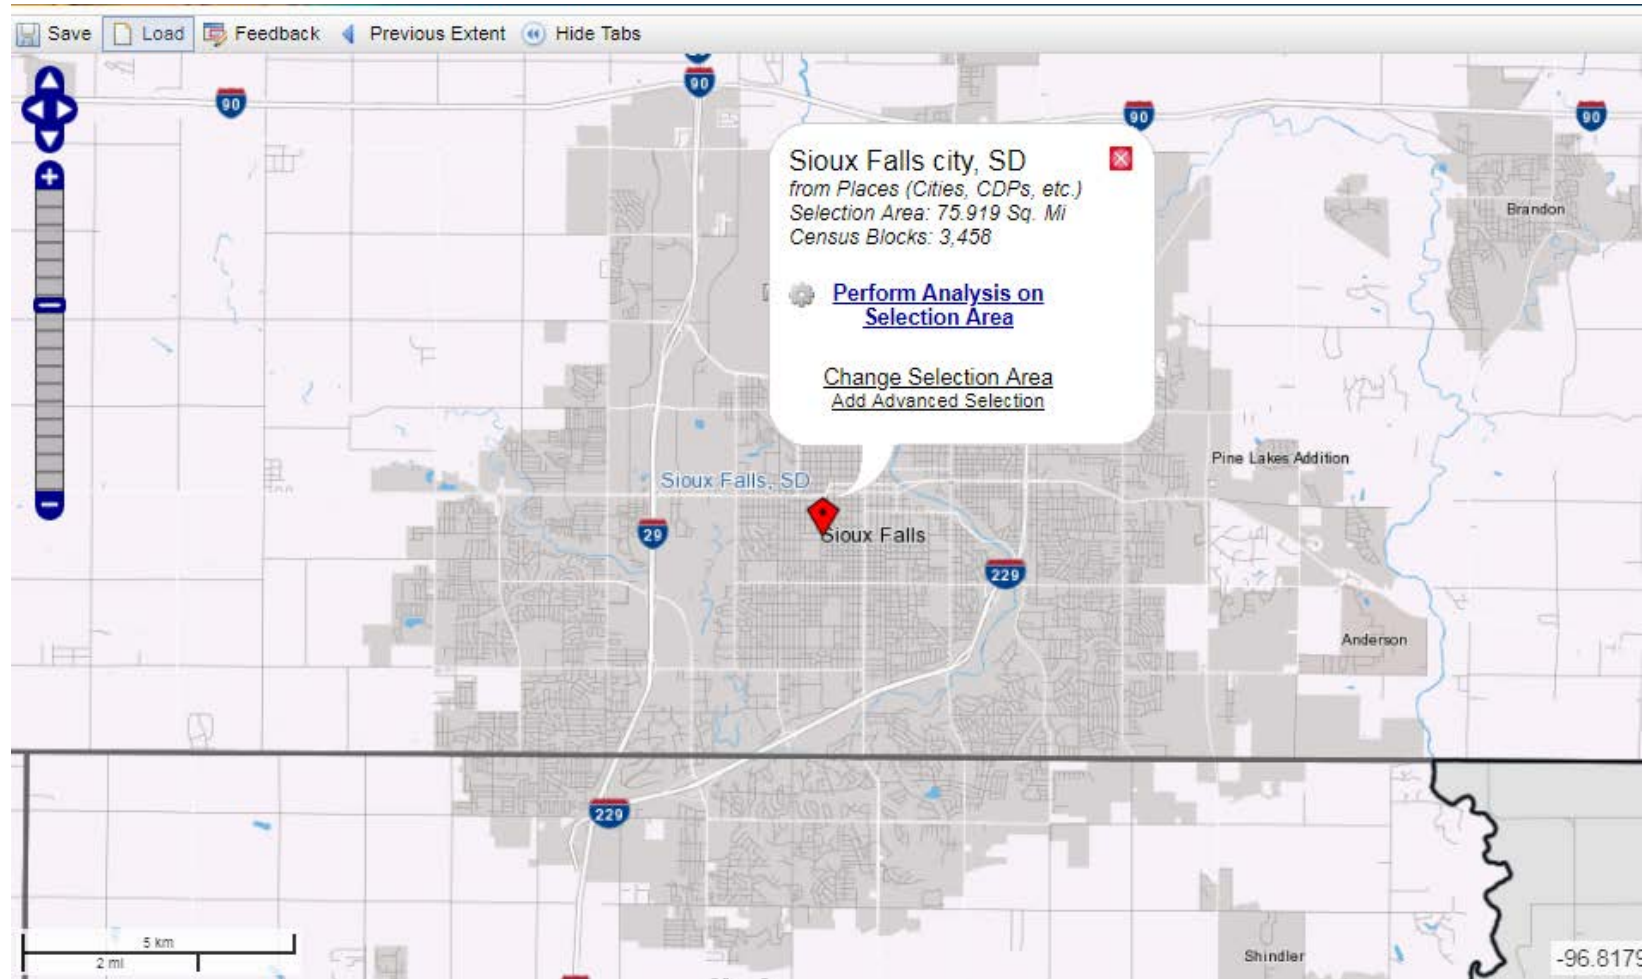 Save Load Feedback Previous Extent Hide Tabs
90
90
90
90
Sioux Falls city, SD
from Places (Cities, CDPs, etc.)
Selection Area: 75.919 Sq. Mi
Census Blocks: 3,458
Perform Analysis on
Selection Area
Change Selection Area
Add Advanced Selection
Brandon
Pine Lakes Addition
Sioux Falls, SD
Sioux Falls
29
229
Anderson
229
5 km
2 mi
Shindler
-96.8179